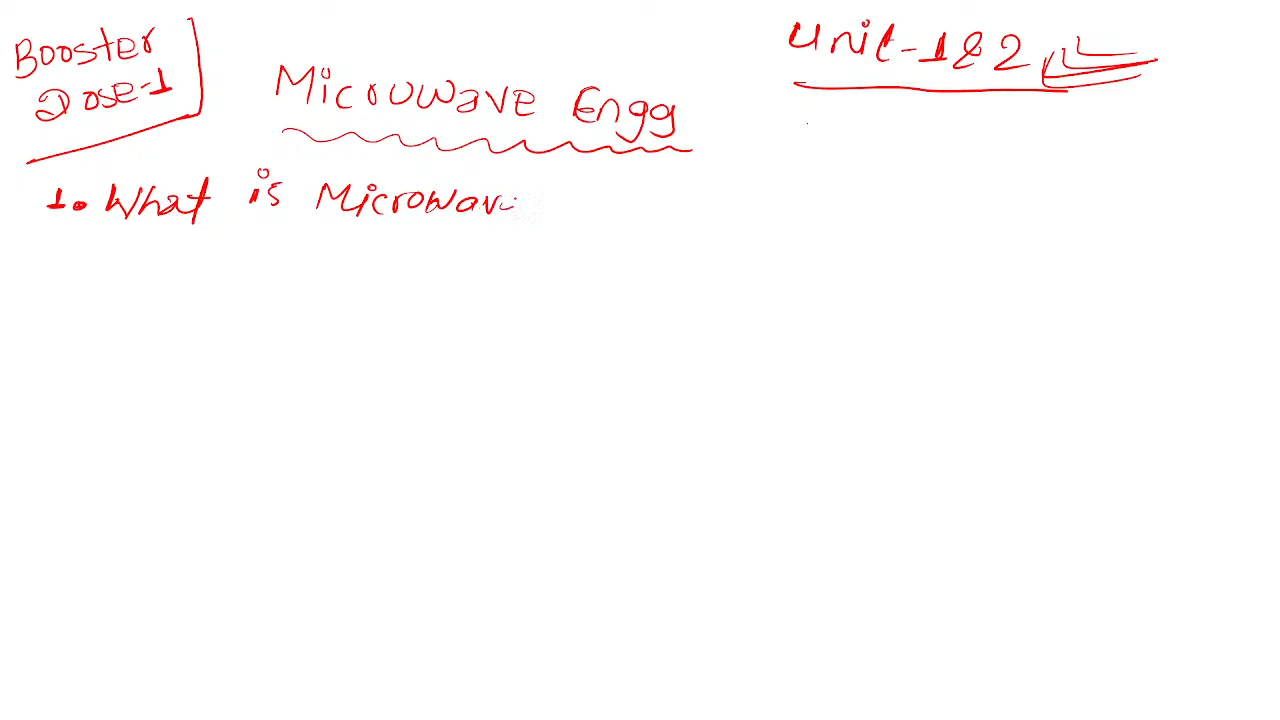 Booster
Dose-1
Microwave Engg
Unit-1 & 2
1. What is Microwav